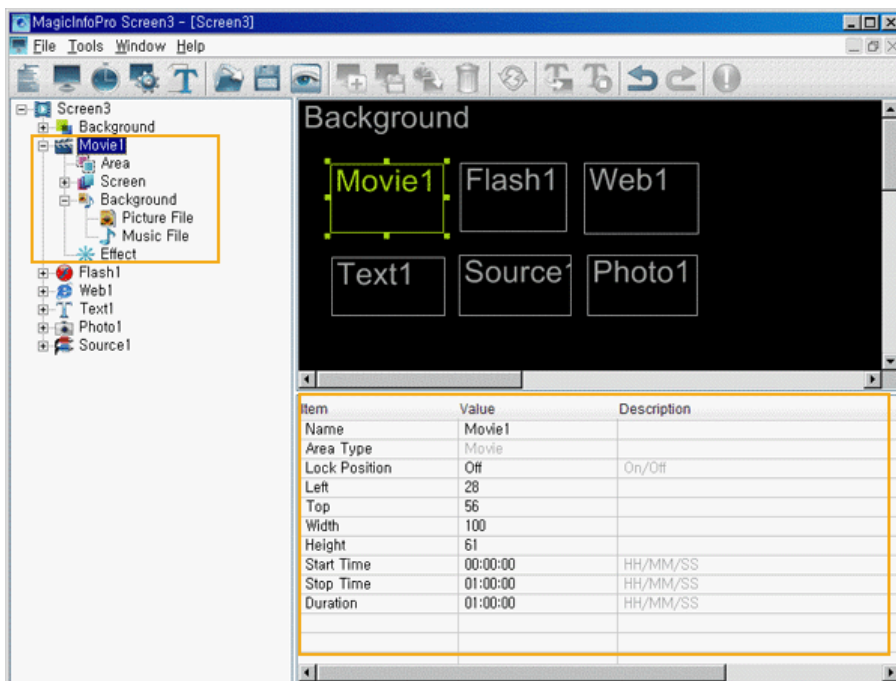 MagicInfoPro Screen3 - [Screen3]
File Tools Window Help
Screen3
Background
Movie1
Area
Screen
Background
Picture File
Music File
Effect
Flash1
Web1
Text1
Photo1
Source1
Background
Movie1 Flash1 Web1
Text1 Source1 Photo1
Item Value Description
Name Movie1
Area Type Movie
Lock Position Off On/Off
Left 28
Top 56
Width 100
Height 61
Start Time 00:00:00 HH/MM/SS
Stop Time 01:00:00 HH/MM/SS
Duration 01:00:00 HH/MM/SS